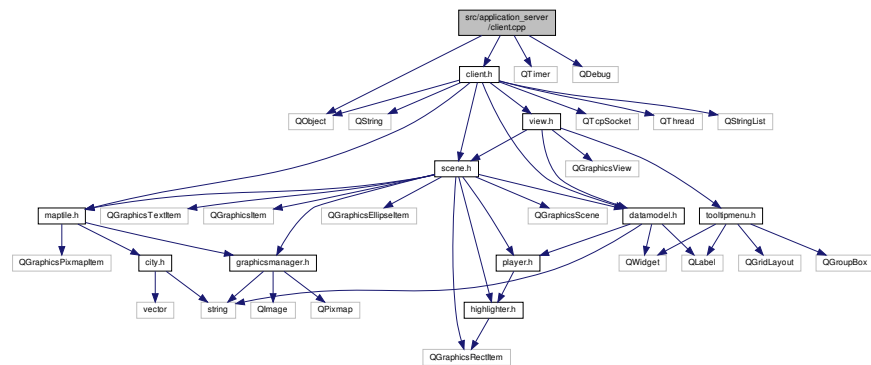 src/application_server
/client.cpp
client.h
QTimer
QDebug
QObject
QString
view.h
QTcpSocket
QThread
QStringList
scene.h
QGraphicsView
maptile.h
QGraphicsTextItem
QGraphicsItem
QGraphicsEllipseItem
QGraphicsScene
datamodel.h
tooltipmenu.h
QGraphicsPixmapItem
city.h
graphicsmanager.h
player.h
QWidget
QLabel
QGridLayout
QGroupBox
vector
string
QImage
QPixmap
highlighter.h
QGraphicsRectItem